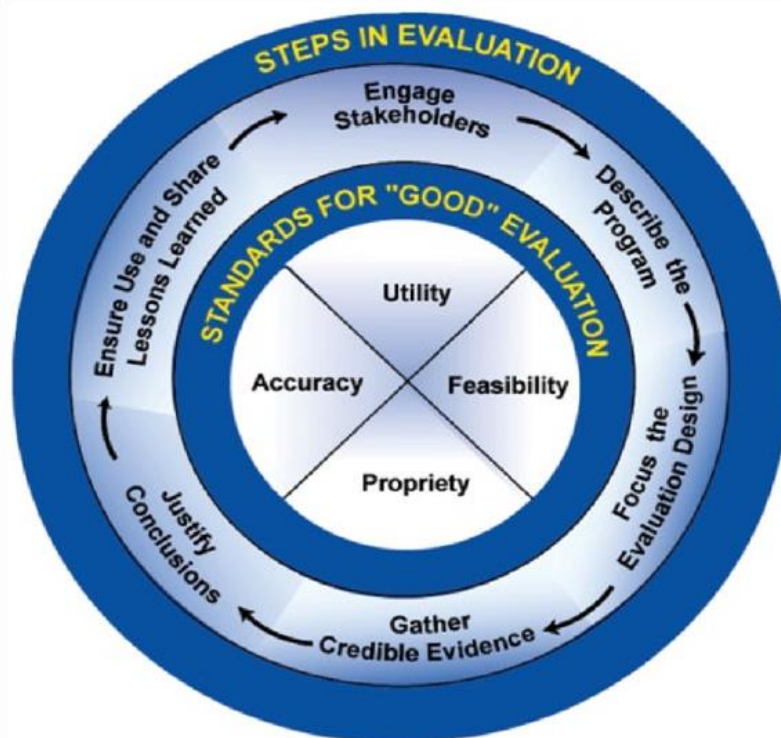 STEPS IN EVALUATION
Engage
Stakeholders
Describe the
Program
Focus the
Evaluation Design
Gather
Credible Evidence
Justify
Conclusions
Ensure Use and Share
Lessons Learned
STANDARDS FOR "GOOD" EVALUATION
Utility
Accuracy
Feasibility
Propriety